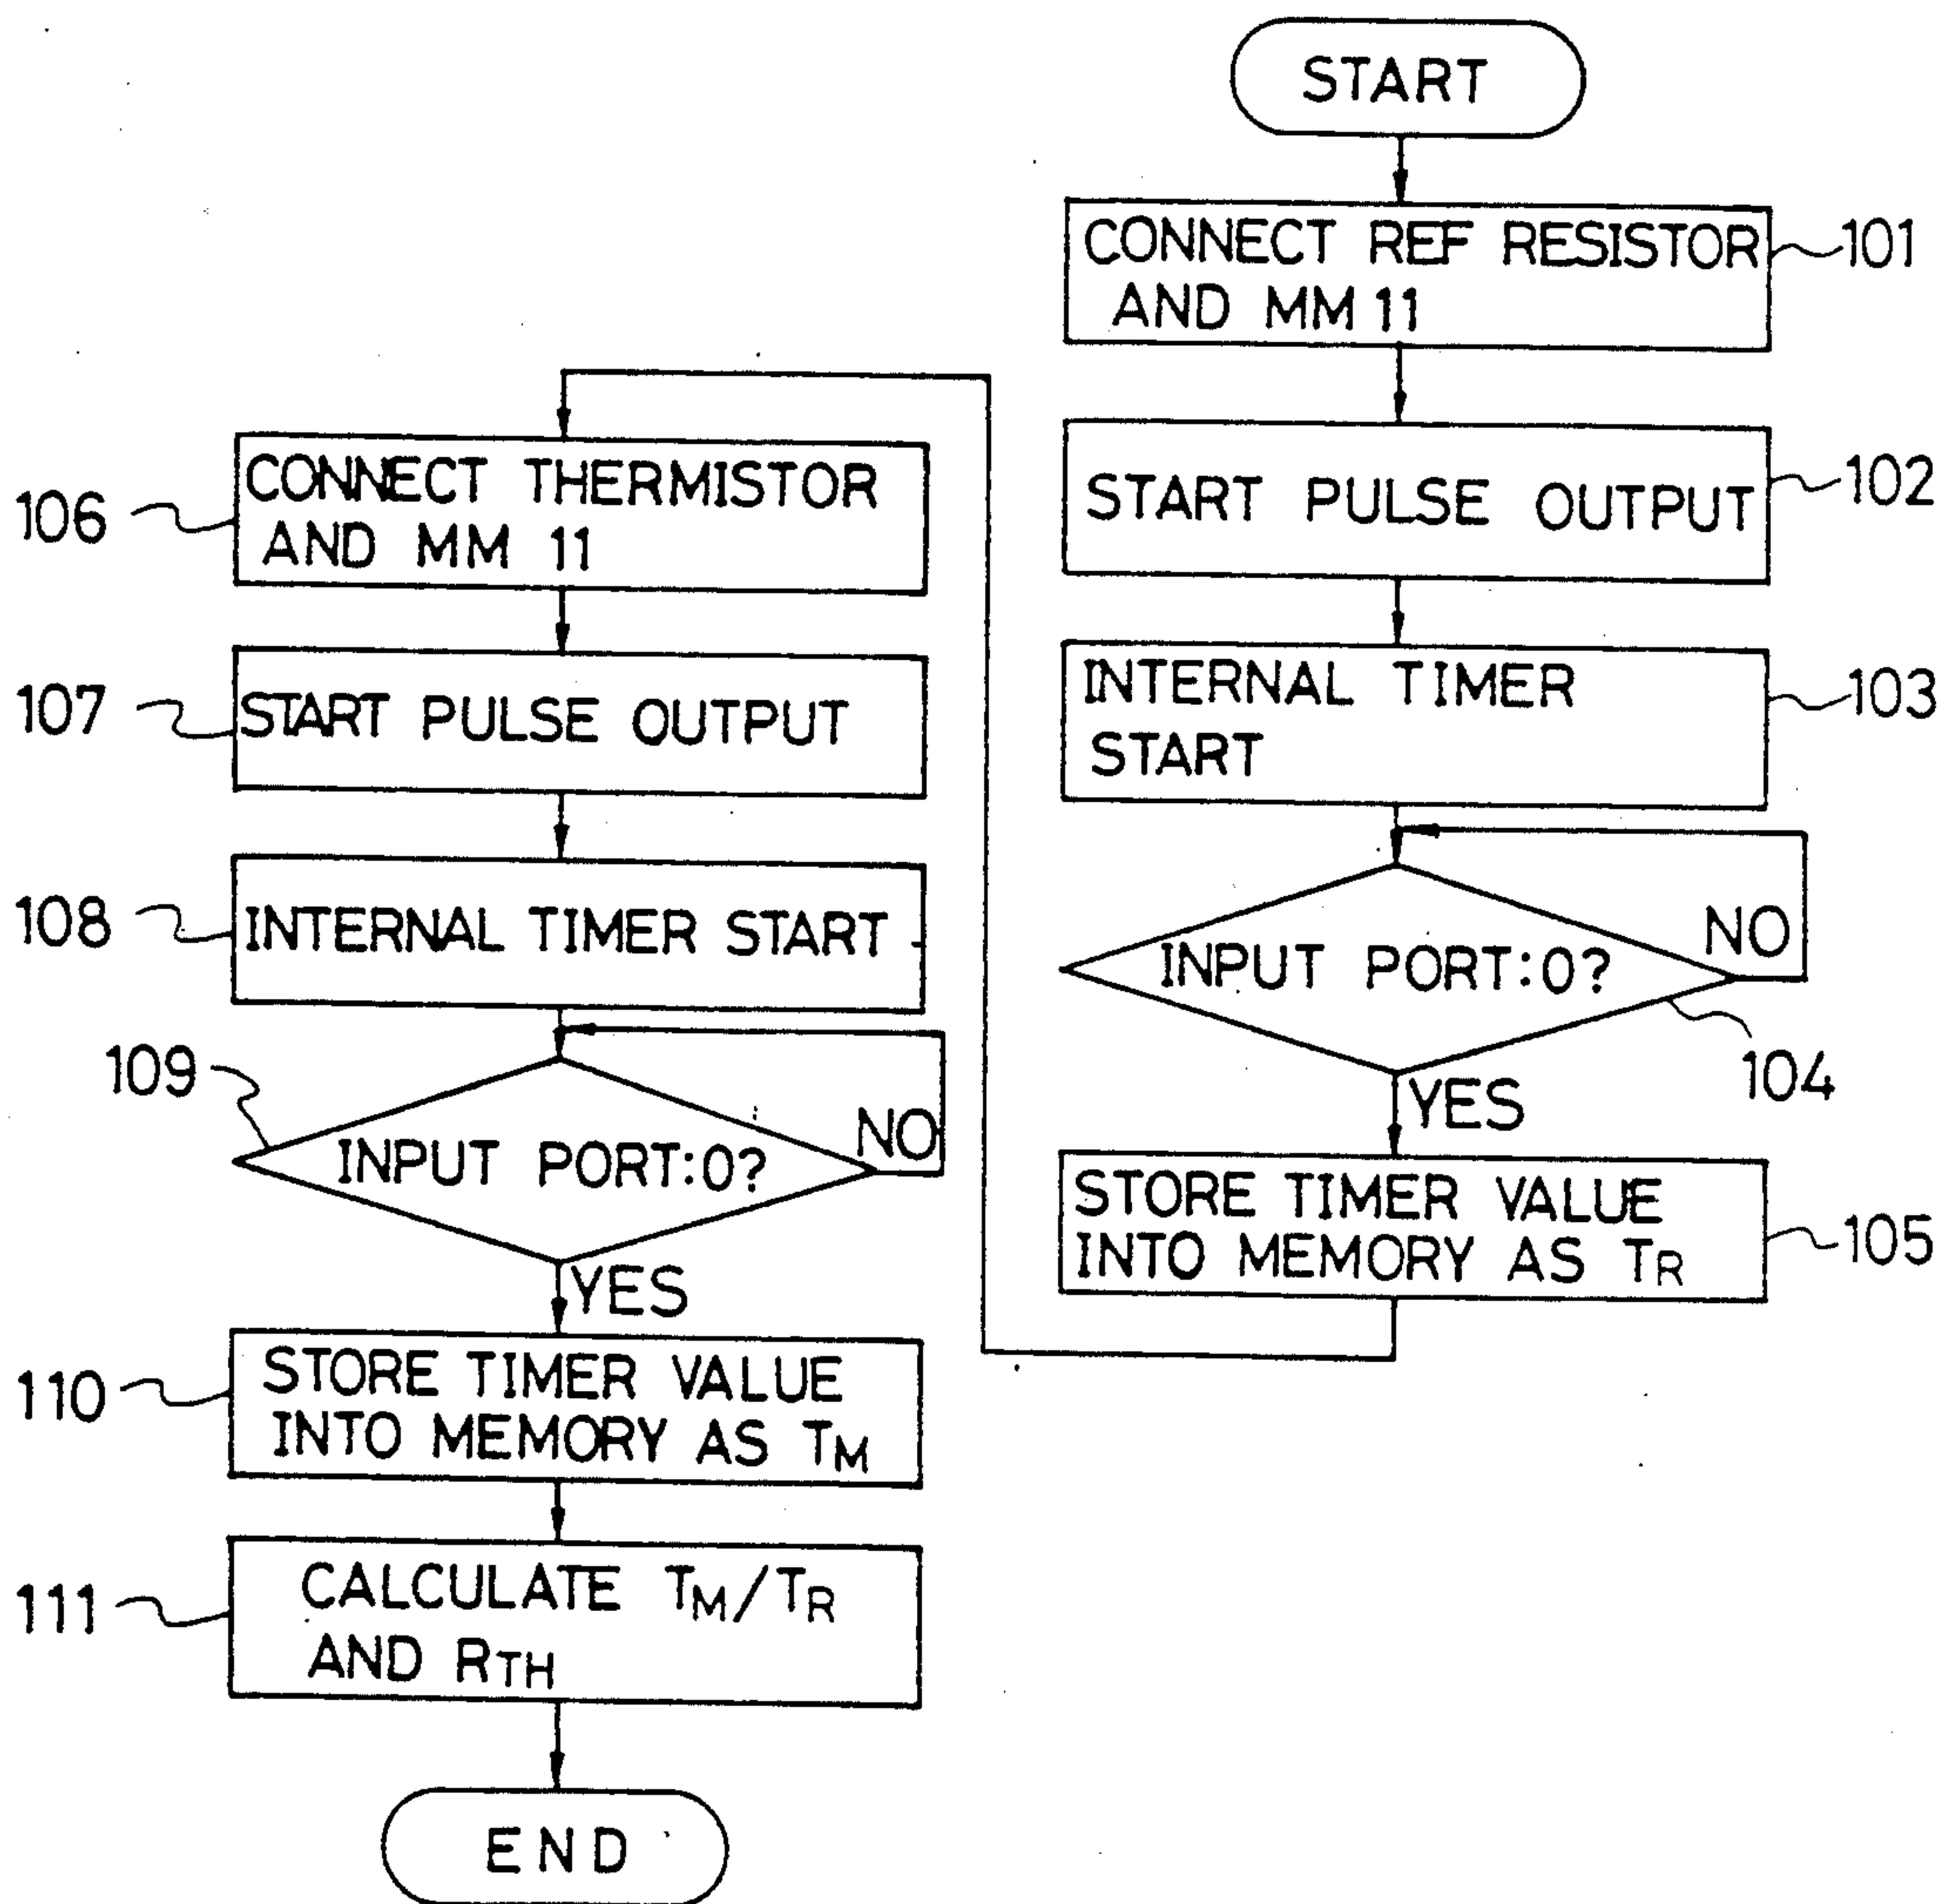 START
CONNECT REF RESISTOR
AND MM 11
101
START PULSE OUTPUT
102
INTERNAL TIMER
START
103
INPUT PORT:0?
NO
104
YES
STORE TIMER VALUE
INTO MEMORY AS TR
105
CONNECT THERMISTOR
AND MM 11
106
START PULSE OUTPUT
107
INTERNAL TIMER START
108
INPUT PORT:0?
NO
109
YES
STORE TIMER VALUE
INTO MEMORY AS TM
110
CALCULATE TM/TR
AND RTH
111
END